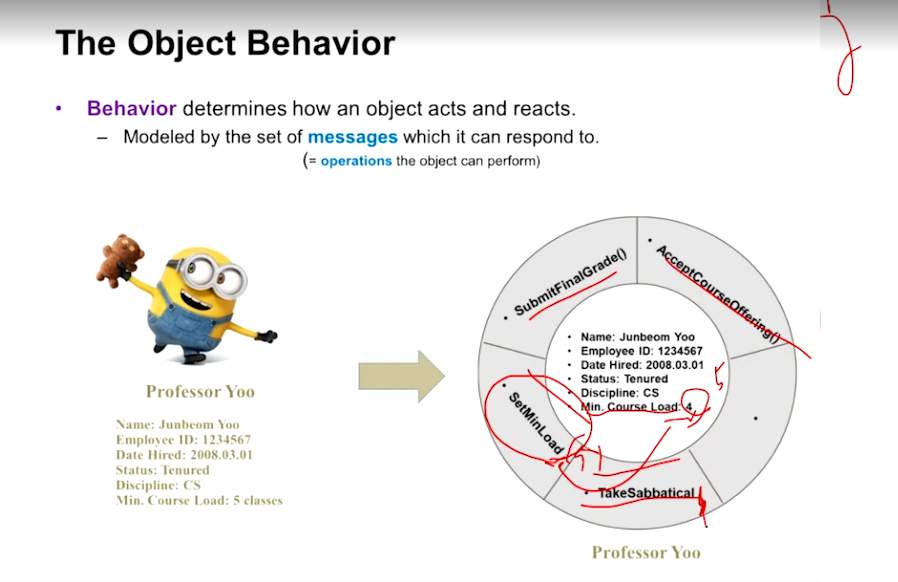 The Object Behavior
• Behavior determines how an object acts and reacts.
– Modeled by the set of messages which it can respond to.
(= operations the object can perform)
Professor Yoo
Name: Junbeom Yoo
Employee ID: 1234567
Date Hired: 2008.03.01
Status: Tenured
Discipline: CS
Min. Course Load: 5 classes
• SubmitFinalGrade()
• AcceptCourseOffering()
• Name: Junbeom Yoo
• Employee ID: 1234567
• Date Hired: 2008.03.01
• Status: Tenured
• Discipline: CS
• Min. Course Load: 4
5
• SetMinLoad
• TakeSabbatical
•
Professor Yoo